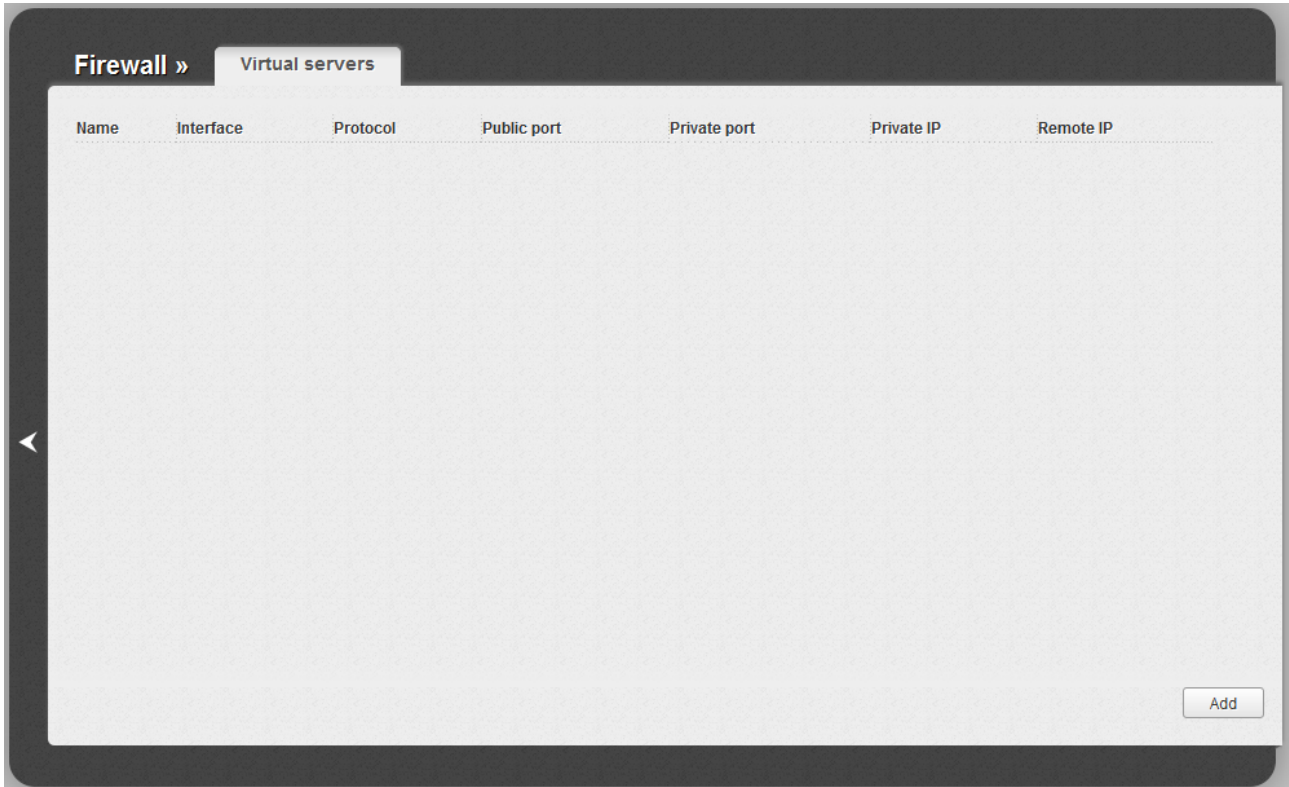 Firewall » Virtual servers
Name Interface Protocol Public port Private port Private IP Remote IP
Add